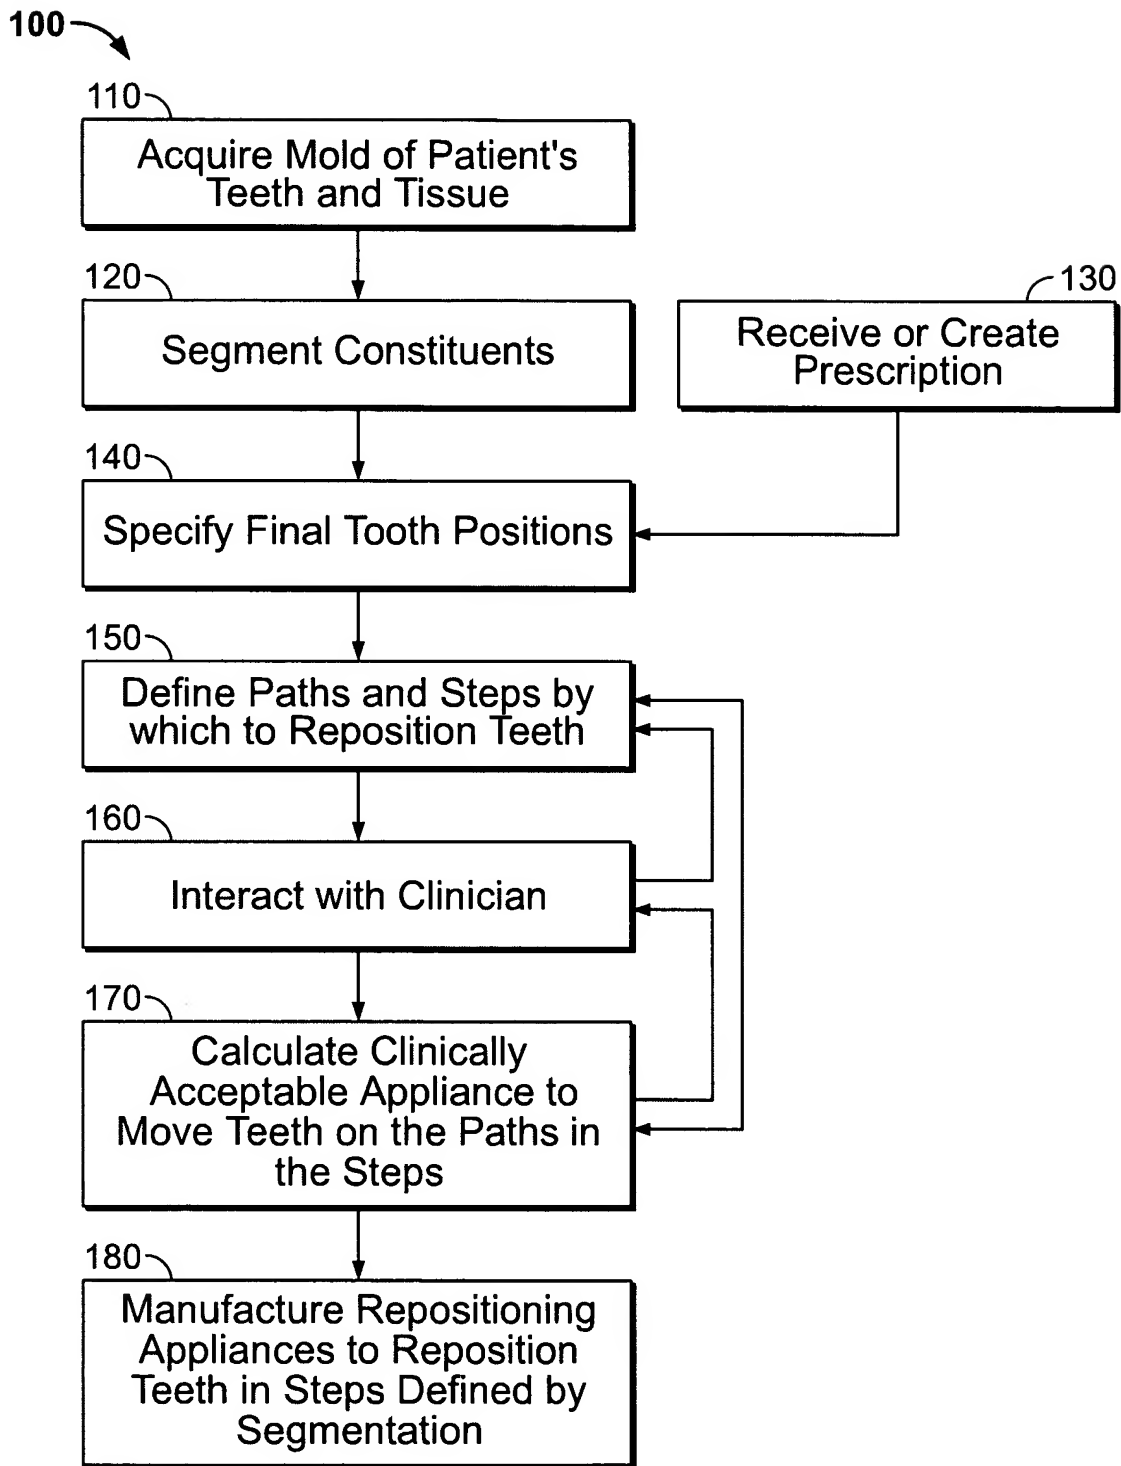 100
110
Acquire Mold of Patient's
Teeth and Tissue
120
Segment Constituents
130
Receive or Create
Prescription
140
Specify Final Tooth Positions
150
Define Paths and Steps by
which to Reposition Teeth
160
Interact with Clinician
170
Calculate Clinically
Acceptable Appliance to
Move Teeth on the Paths in
the Steps
180
Manufacture Repositioning
Appliances to Reposition
Teeth in Steps Defined by
Segmentation